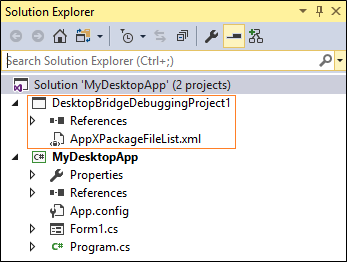 Solution Explorer
Search Solution Explorer (Ctrl+;)
Solution 'MyDesktopApp' (2 projects)
DesktopBridgeDebuggingProject1
References
AppXPackageFileList.xml
C# MyDesktopApp
Properties
References
App.config
Form1.cs
C# Program.cs